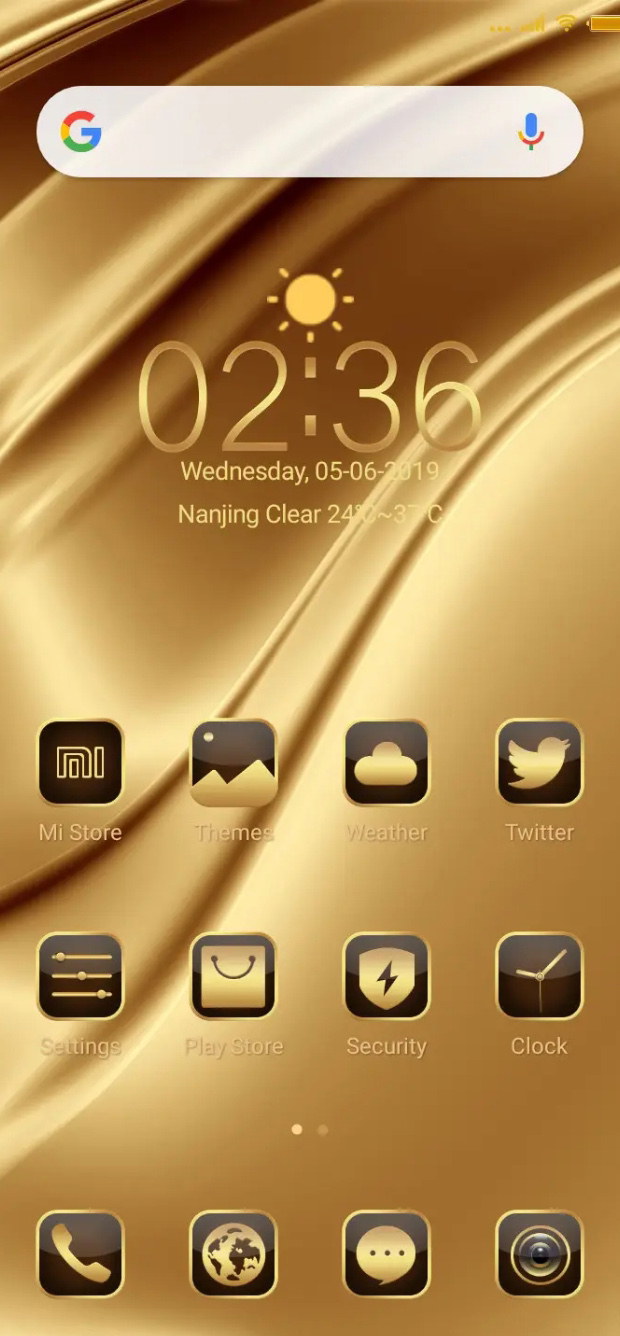 02:36
Wednesday, 05-06-2019
Nanjing Clear 24°C~37°C
Mi Store Themes Weather Twitter
Settings Play Store Security Clock